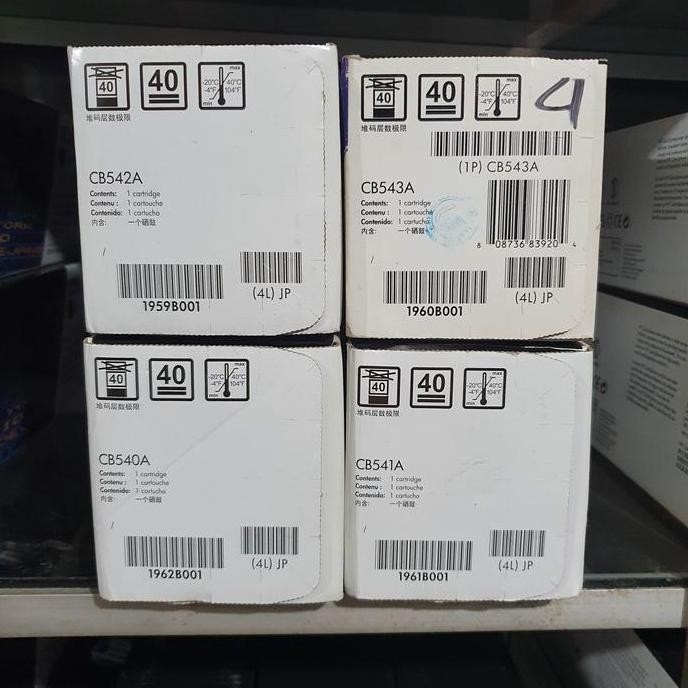 40
40
-20°C 40°C
-4°F 104°F
max
min
堆码层数极限
CB542A
Contents: 1 cartridge
Contenu : 1 cartouche
Contenido: 1 cartucho
内含: 一个硒鼓
1959B001
(4L) JP
40
40
-20°C 40°C
-4°F 104°F
max
min
4
堆码层数极限
(1P) CB543A
CB543A
Contents: 1 cartridge
Contenu : 1 cartouche
Contenido: 1 cartucho
内含: 一个硒鼓
8 08736 83920 4
1960B001
(4L) JP
40
40
-20°C 40°C
-4°F 104°F
max
min
堆码层数极限
CB540A
Contents: 1 cartridge
Contenu : 1 cartouche
Contenido: 1 cartucho
内含: 一个硒鼓
1962B001
(4L) JP
40
40
-20°C 40°C
-4°F 104°F
max
min
堆码层数极限
CB541A
Contents: 1 cartridge
Contenu : 1 cartouche
Contenido: 1 cartucho
内含: 一个硒鼓
1961B001
(4L) JP